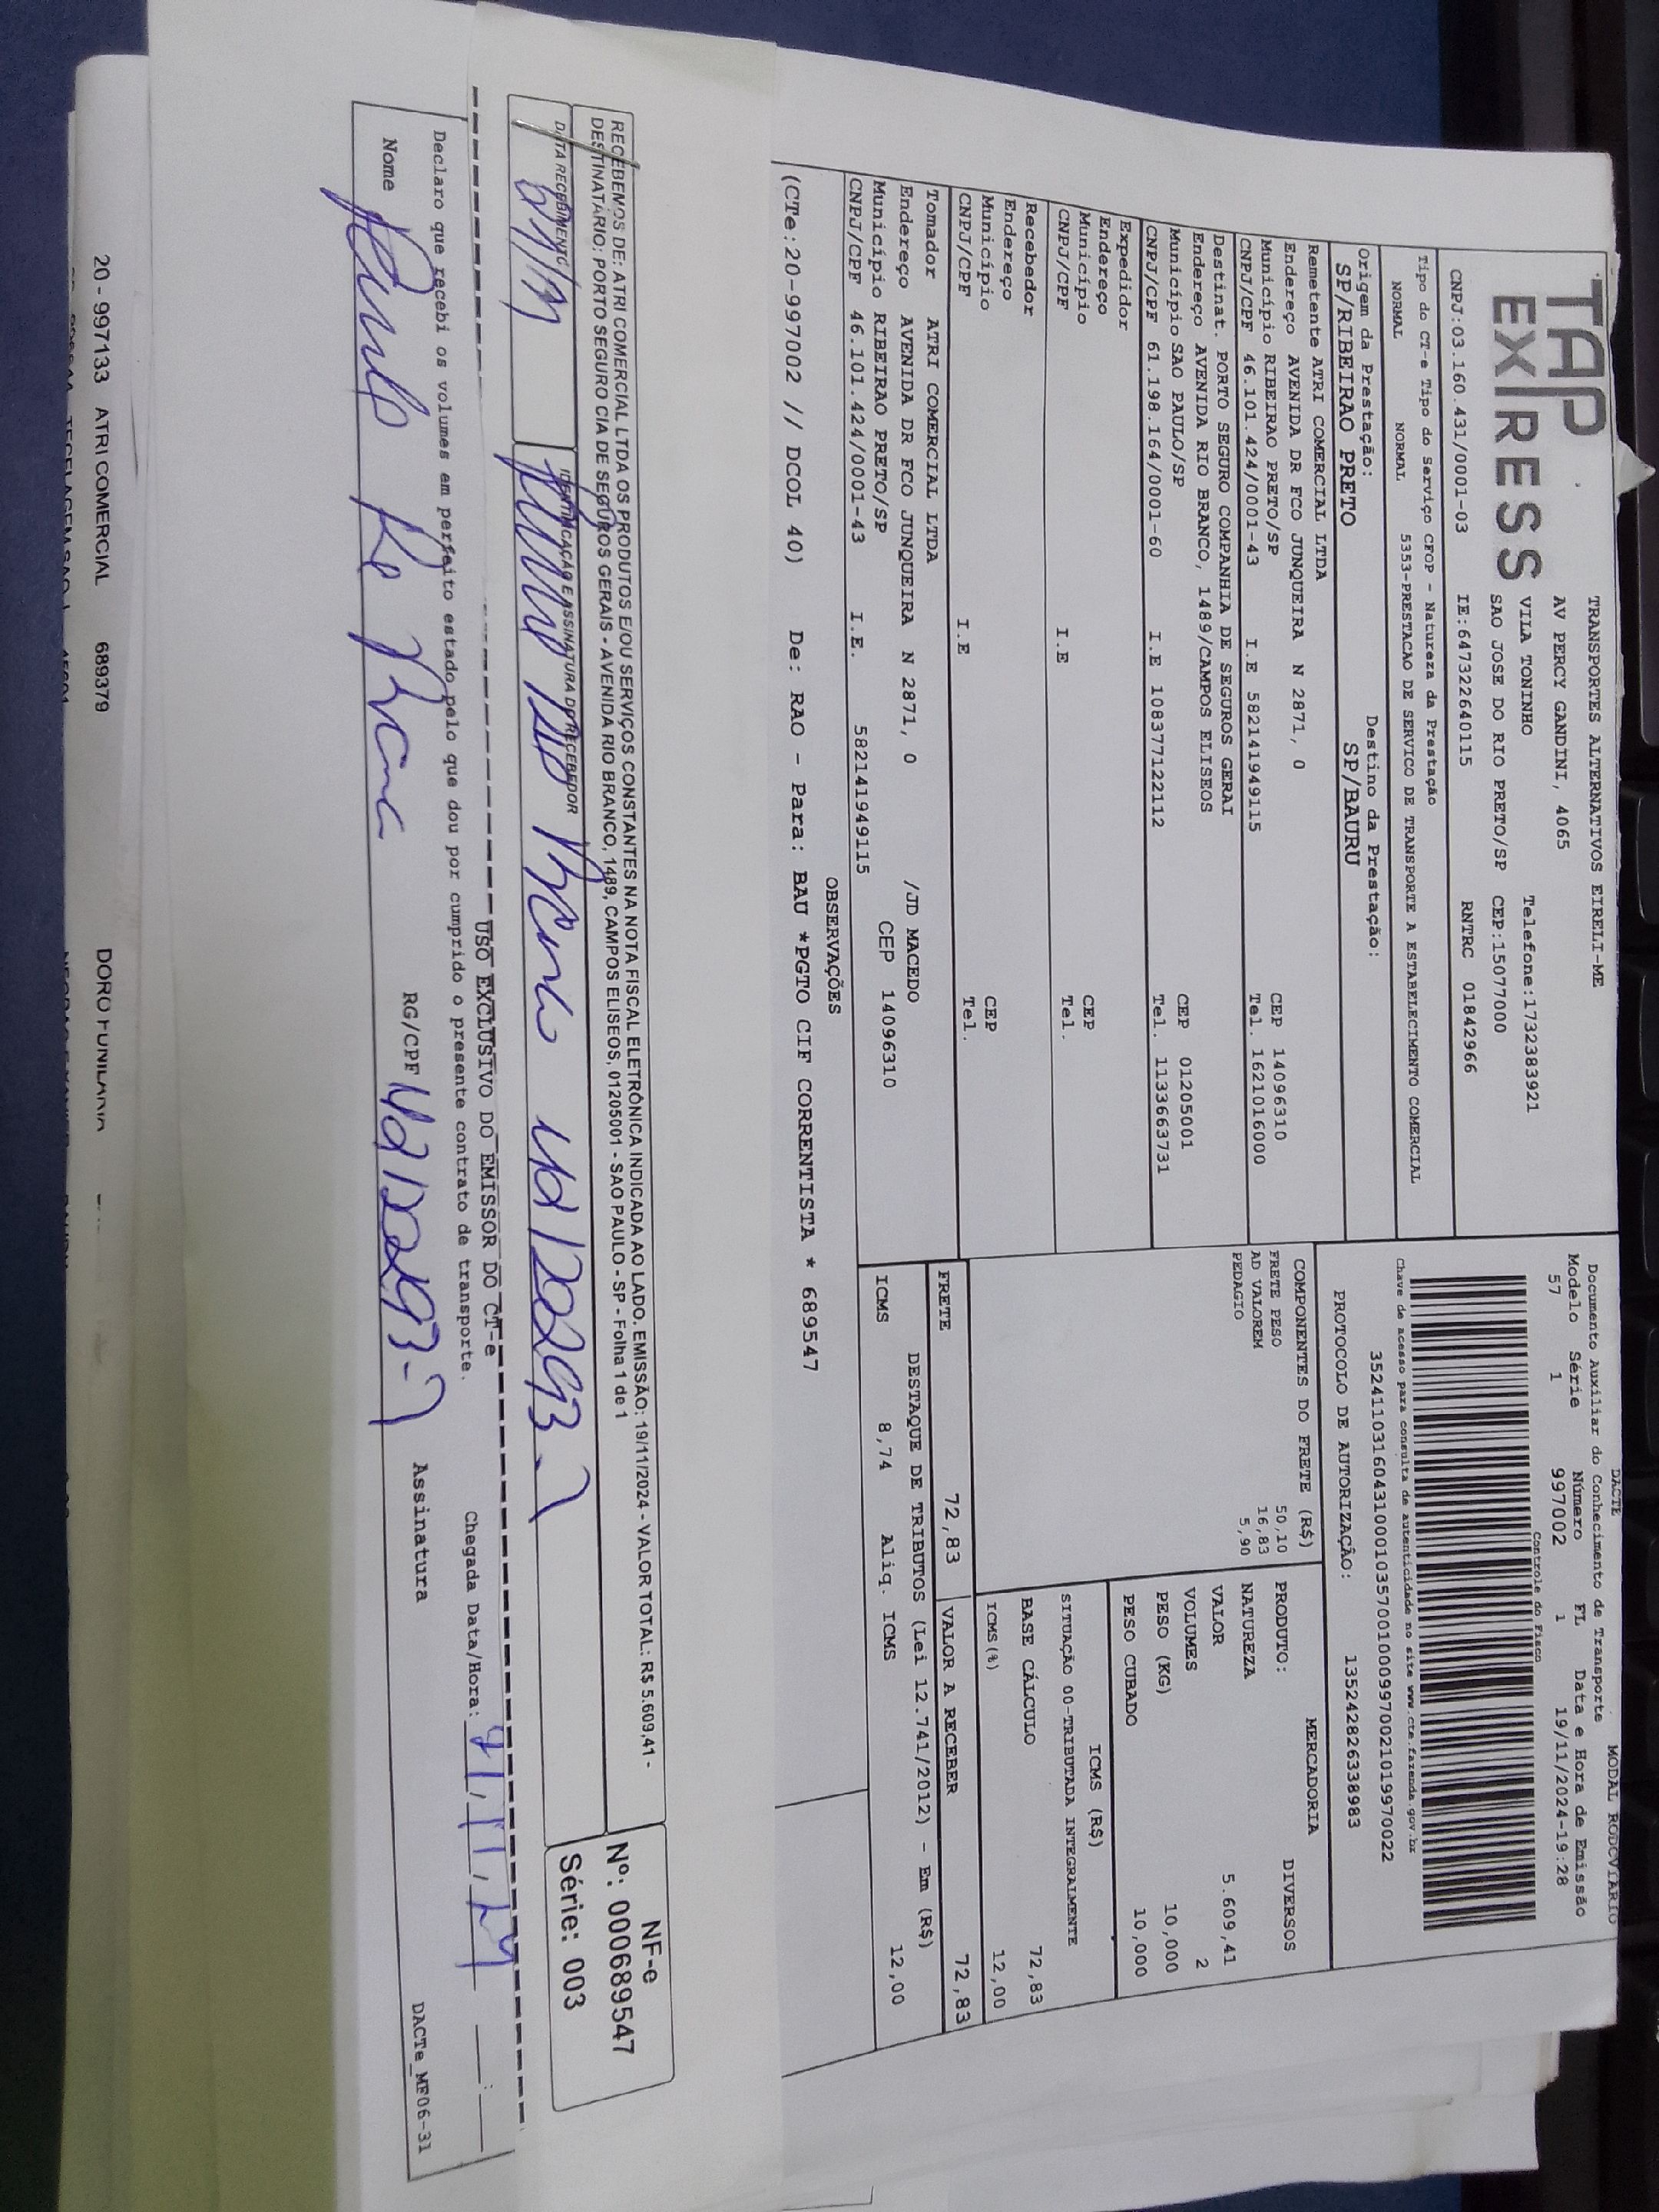 TAP
EXPRESS
TRANSPORTES ALTERNATIVOS EIRELI-ME
AV PERCY GANDINI, 4065
VILA TONINHO Telefone:1732383921
SAO JOSE DO RIO PRETO/SP CEP:15077000
CNPJ:03.160.431/0001-03 IE:647322640115 RNTRC 01842966
Tipo do CT-e Tipo do Serviço CFOP - Natureza da Prestação
NORMAL NORMAL 5353-PRESTACAO DE SERVICO DE TRANSPORTE A ESTABELECIMENTO COMERCIAL
Origem da Prestação: Destino da Prestação:
SP/RIBEIRAO PRETO SP/BAURU
Remetente ATRI COMERCIAL LTDA
Endereço AVENIDA DR FCO JUNQUEIRA N 2871, 0
Município RIBEIRAO PRETO/SP CEP 14096310
CNPJ/CPF 46.101.424/0001-43 I.E 582141949115 Tel. 1621016000
Destinat. PORTO SEGURO COMPANHIA DE SEGUROS GERAI
Endereço AVENIDA RIO BRANCO, 1489/CAMPOS ELISEOS
Município SAO PAULO/SP CEP 01205001
CNPJ/CPF 61.198.164/0001-60 I.E 108377122112 Tel. 1133663731
Expedidor
Endereço
Município CEP
CNPJ/CPF I.E Tel.
Recebedor
Endereço
Município CEP
CNPJ/CPF I.E Tel.
Tomador ATRI COMERCIAL LTDA
Endereço AVENIDA DR FCO JUNQUEIRA N 2871, 0 /JD MACEDO
Município RIBEIRAO PRETO/SP CEP 14096310
CNPJ/CPF 46.101.424/0001-43 I.E. 582141949115
OBSERVAÇÕES
(CTe:20-997002 // DCOL 40) De: RAO - Para: BAU *PGTO CIF CORRENTISTA * 689547
DACTE MODAL RODOVIARIO
Documento Auxiliar do Conhecimento de Transporte
Modelo Série Número FL Data e Hora de Emissão
57 1 997002 1 19/11/2024-19:28
Controle do Fisco
Chave de acesso para consulta de autenticidade no site www.cte.fazenda.gov.br
35241103160431000103570010009970021019970022
PROTOCOLO DE AUTORIZAÇÃO: 135242826338983
COMPONENTES DO FRETE (R$)
FRETE PESO 50,10
AD VALOREM 16,83
PEDAGIO 5,90
MERCADORIA
PRODUTO: DIVERSOS
NATUREZA
VALOR 5.609,41
VOLUMES 2
PESO (KG) 10,000
PESO CUBADO 10,000
ICMS (R$)
SITUAÇÃO 00-TRIBUTADA INTEGRALMENTE
BASE CÁLCULO 72,83
ICMS(%) 12,00
FRETE 72,83 VALOR A RECEBER 72,83
DESTAQUE DE TRIBUTOS (Lei 12.741/2012) - Em (R$)
ICMS 8,74 Aliq. ICMS 12,00
RECEBEMOS DE: ATRI COMERCIAL LTDA OS PRODUTOS E/OU SERVIÇOS CONSTANTES NA NOTA FISCAL ELETRÔNICA INDICADA AO LADO. EMISSÃO: 19/11/2024 - VALOR TOTAL: R$ 5.609,41 -
DESTINATÁRIO: PORTO SEGURO CIA DE SEGUROS GERAIS - AVENIDA RIO BRANCO, 1489, CAMPOS ELISEOS, 01205001 - SAO PAULO - SP - Folha 1 de 1
DATA RECEBIMENTO IDENTIFICAÇÃO E ASSINATURA DO RECEBEDOR
NF-e
Nº: 000689547
Série: 003
USO EXCLUSIVO DO EMISSOR DO CT-e
Declaro que recebi os volumes em perfeito estado pelo que dou por cumprido o presente contrato de transporte. Chegada Data/Hora: 21/11/24 __:__
Nome RG/CPF Assinatura
DACTe_MF06-31
20 - 997133 ATRI COMERCIAL 689379 DORO FUNILARIA